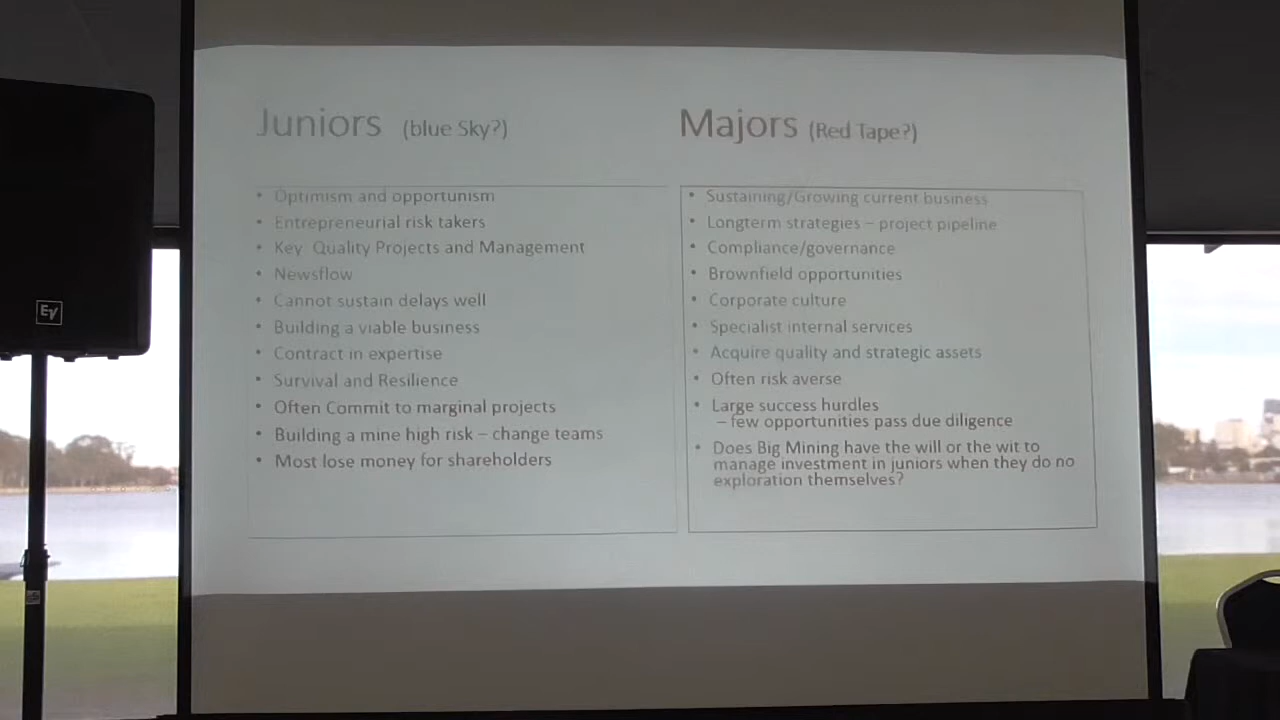 Juniors (blue Sky?)
• Optimism and opportunism
• Entrepreneurial risk takers
• Key Quality Projects and Management
• Newsflow
• Cannot sustain delays well
• Building a viable business
• Contract in expertise
• Survival and Resilience
• Often Commit to marginal projects
• Building a mine high risk – change teams
• Most lose money for shareholders
Majors (Red Tape?)
• Sustaining/Growing current business
• Longterm strategies – project pipeline
• Compliance/governance
• Brownfield opportunities
• Corporate culture
• Specialist internal services
• Acquire quality and strategic assets
• Often risk averse
• Large success hurdles
– few opportunities pass due diligence
• Does Big Mining have the will or the wit to
manage investment in juniors when they do no
exploration themselves?
EV